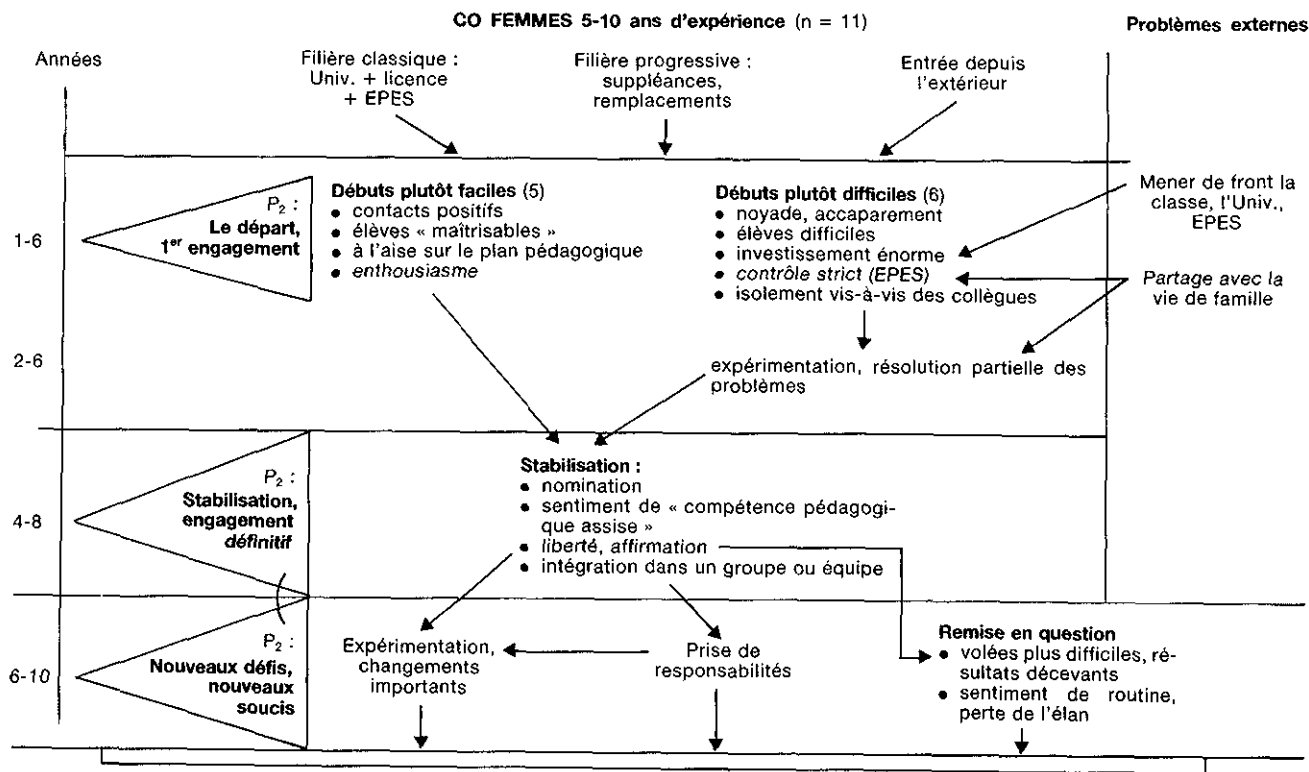 CO FEMMES 5-10 ans d'expérience (n = 11)
Problèmes externes
Années
Filière classique :
Univ. + licence
+ EPES
Filière progressive :
suppléances,
remplacements
Entrée depuis
l'extérieur
1-6
P₂ :
Le départ,
1er engagement
Débuts plutôt faciles (5)
• contacts positifs
• élèves « maîtrisables »
• à l'aise sur le plan pédagogique
• enthousiasme
Débuts plutôt difficiles (6)
• noyade, accaparement
• élèves difficiles
• investissement énorme
• contrôle strict (EPES)
• isolement vis-à-vis des collègues
Mener de front la
classe, l'Univ.,
EPES
Partage avec la
vie de famille
2-6
expérimentation, résolution partielle des
problèmes
4-8
P₂ :
Stabilisation,
engagement
définitif
Stabilisation :
• nomination
• sentiment de « compétence pédagogi-
que assise »
• liberté, affirmation
• intégration dans un groupe ou équipe
6-10
P₂ :
Nouveaux défis,
nouveaux
soucis
Expérimentation,
changements
importants
Prise de
responsabilités
Remise en question
• volées plus difficiles, ré-
sultats décevants
• sentiment de routine,
perte de l'élan